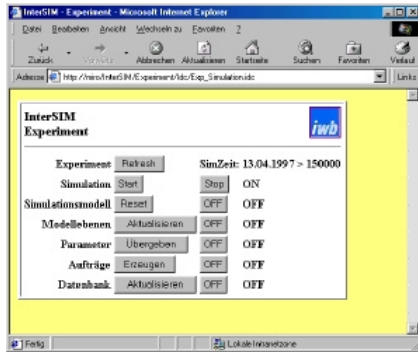 InterSIM - Experiment - Microsoft Internet Explorer
Datei Bearbeiten Ansicht Wechseln zu Favoriten ?
Zurück Vorwärts Abbrechen Aktualisieren Startseite Suchen Favoriten Verlauf
Adresse http://miro/InterSIM/Experiment/Idc/Exp_Simulation.idc Links
InterSIM
Experiment
iwb
Experiment Refresh SimZeit: 13.04.1997 > 150000
Simulation Start Stop ON
Simulationsmodell Reset OFF OFF
Modellebenen Aktualisieren OFF OFF
Parameter Übergeben OFF OFF
Aufträge Erzeugen OFF OFF
Datenbank Aktualisieren OFF OFF
Fertig Lokale Intranetzone